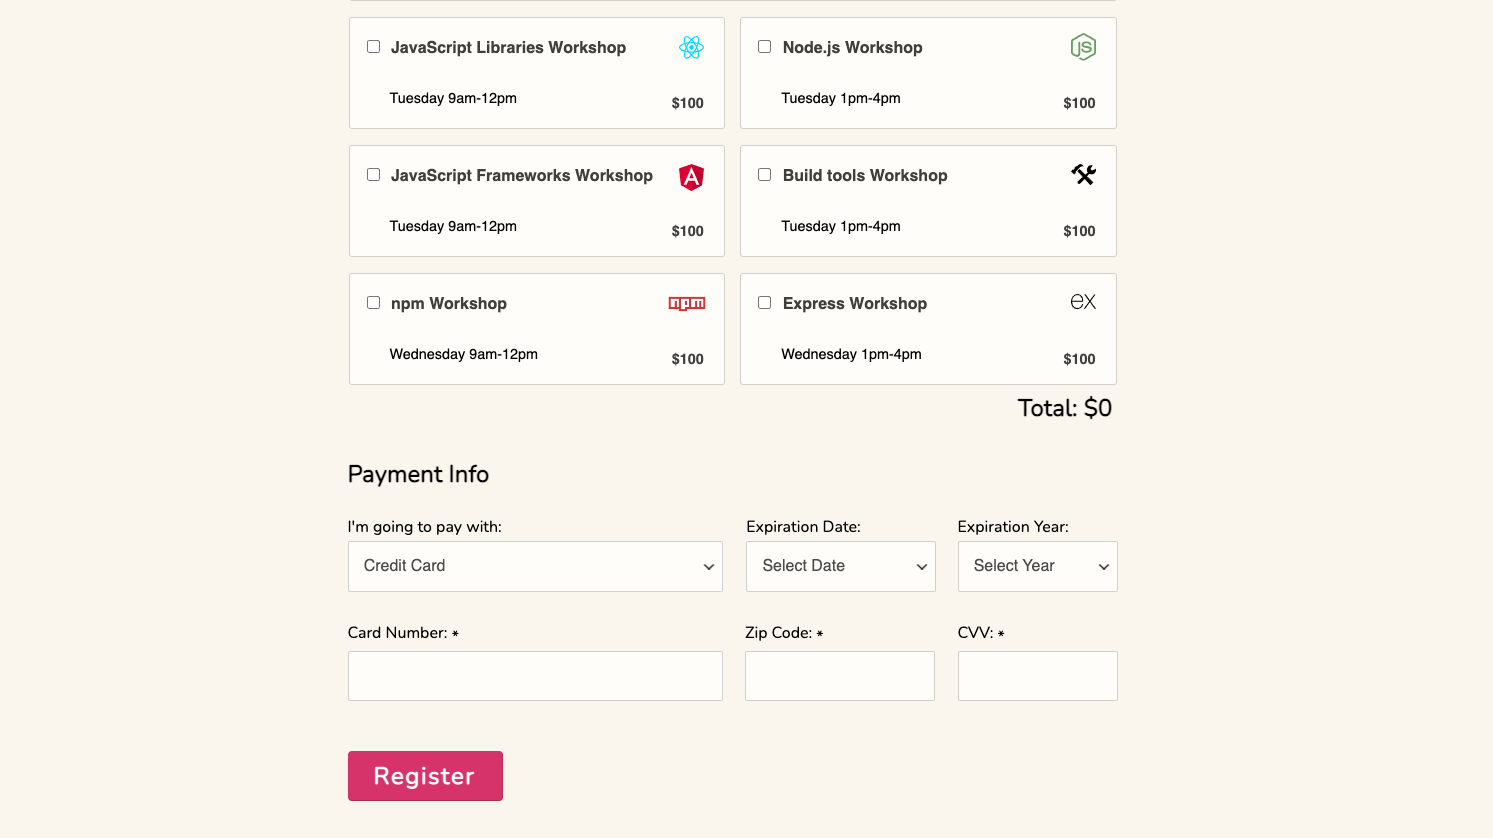 JavaScript Libraries Workshop
Tuesday 9am-12pm
$100
Node.js Workshop
JS
Tuesday 1pm-4pm
$100
JavaScript Frameworks Workshop
A
Tuesday 9am-12pm
$100
Build tools Workshop
Tuesday 1pm-4pm
$100
npm Workshop
npm
Wednesday 9am-12pm
$100
Express Workshop
ex
Wednesday 1pm-4pm
$100
Total: $0
Payment Info
I'm going to pay with:
Credit Card
Expiration Date:
Select Date
Expiration Year:
Select Year
Card Number: *
Zip Code: *
CVV: *
Register